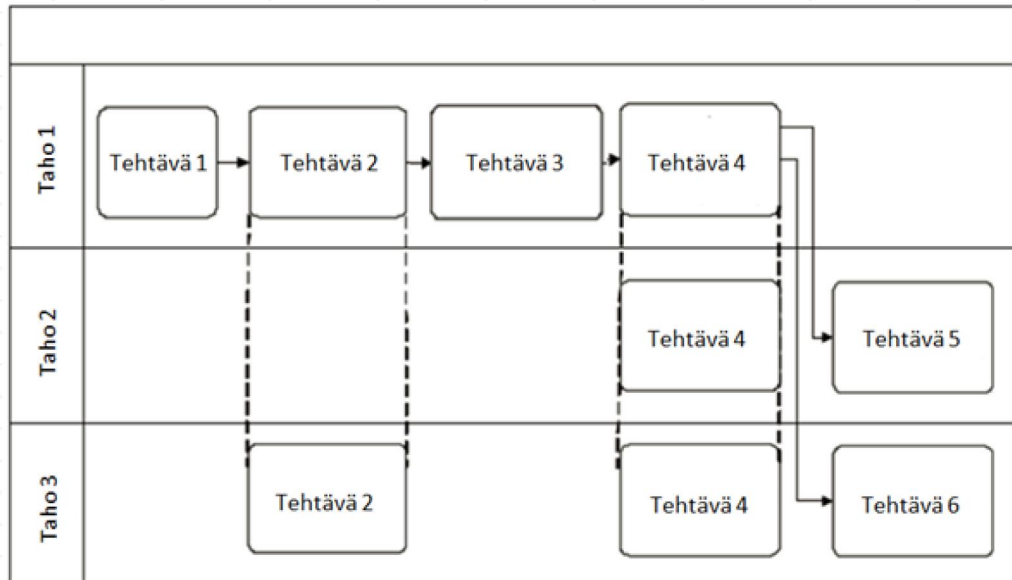 Taho 1
Tehtävä 1
Tehtävä 2
Tehtävä 3
Tehtävä 4
Taho 2
Tehtävä 4
Tehtävä 5
Taho 3
Tehtävä 2
Tehtävä 4
Tehtävä 6